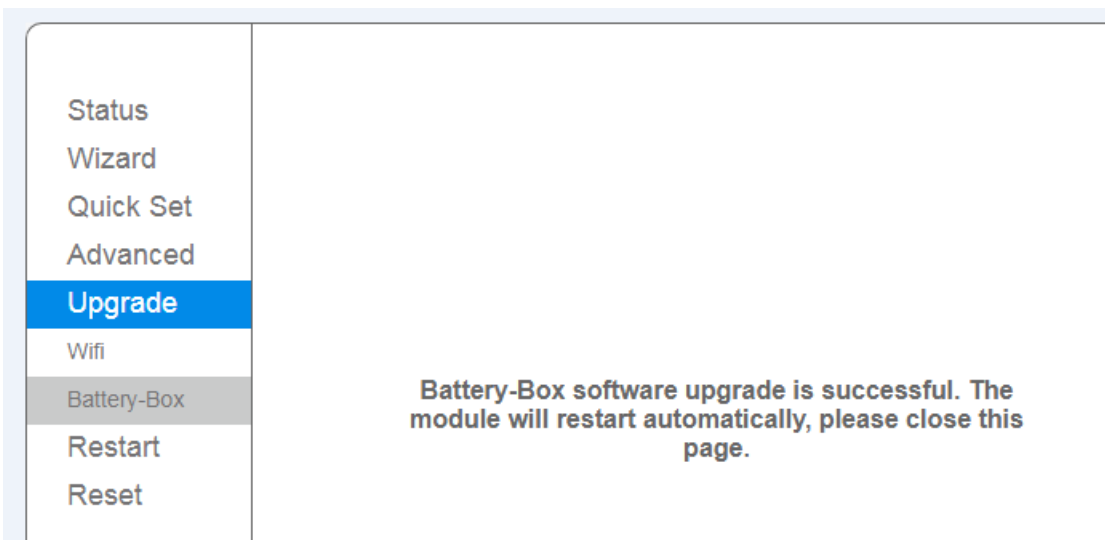 Status
Wizard
Quick Set
Advanced
Upgrade
Wifi
Battery-Box
Restart
Reset
Battery-Box software upgrade is successful. The
module will restart automatically, please close this
page.